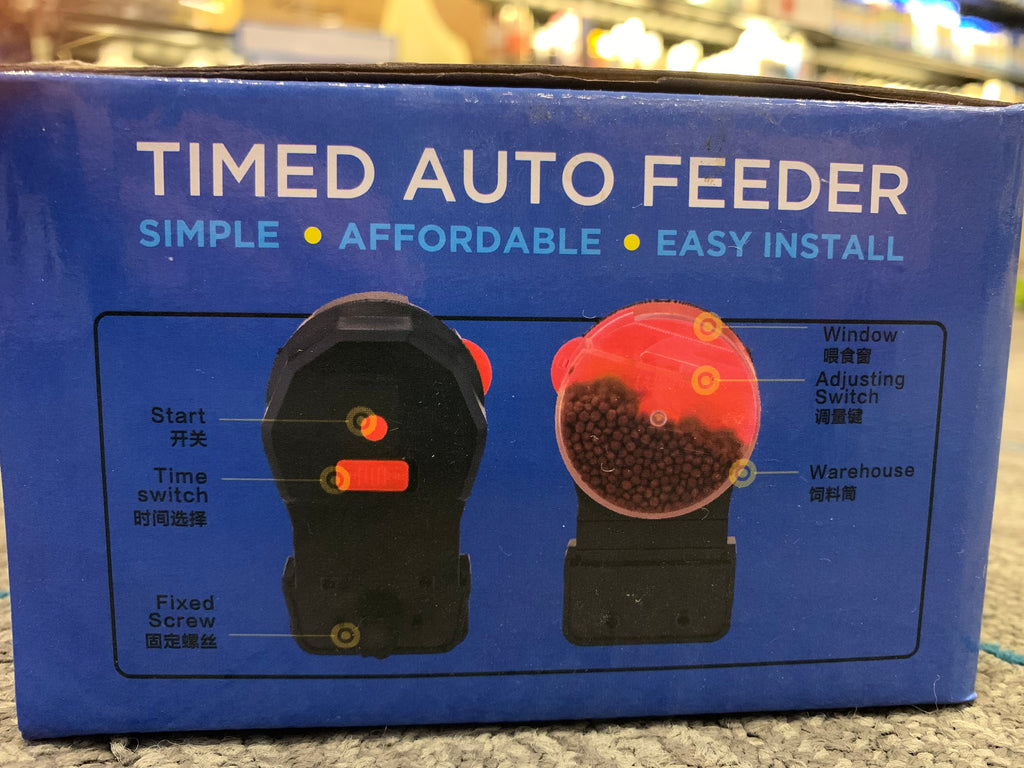 TIMED AUTO FEEDER
SIMPLE • AFFORDABLE • EASY INSTALL
Start
开关
Time
switch
时间选择
Fixed
Screw
固定螺丝
Window
喂食窗
Adjusting
Switch
调量键
Warehouse
饲料筒